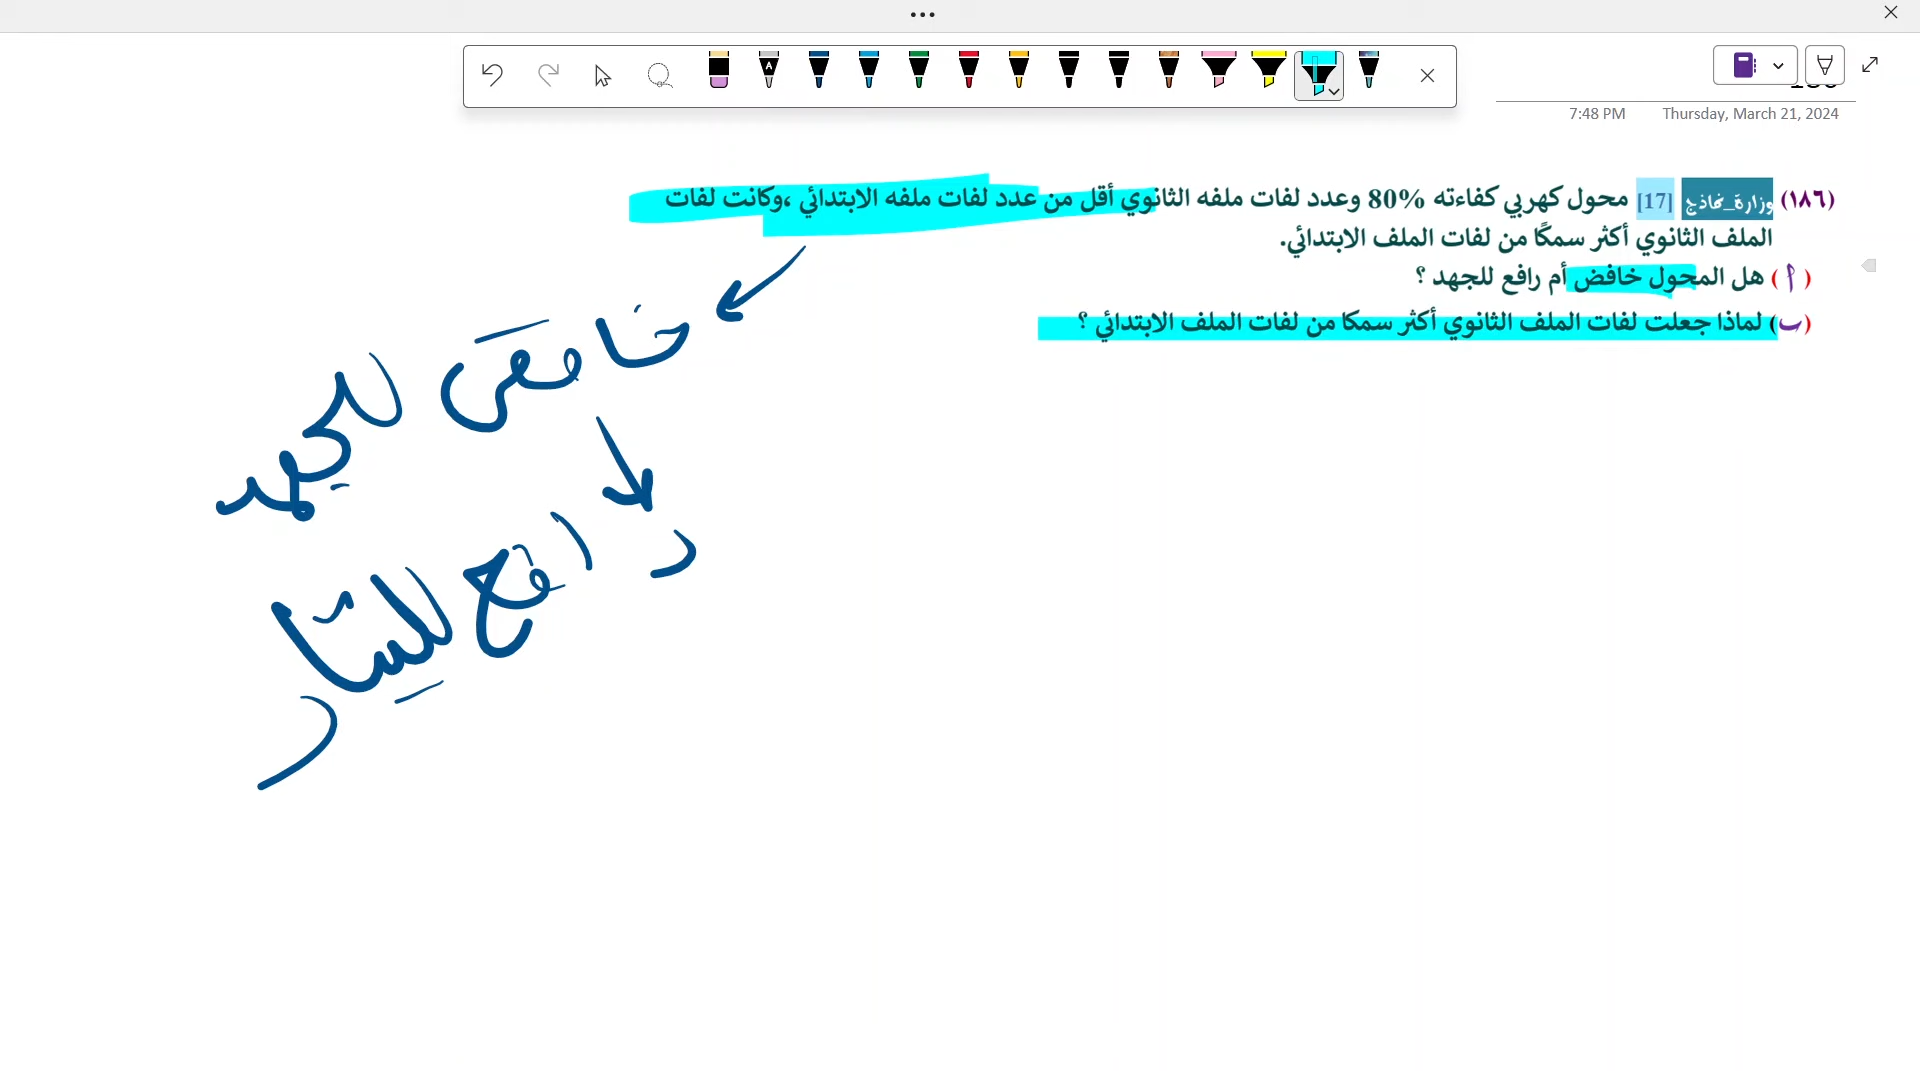 186
7:48 PM Thursday, March 21, 2024
(١٨٦) وزارة_نماذج [17] محول كهربي كفاءته 80% وعدد لفات ملفه الثانوي أقل من عدد لفات ملفه الابتدائي ،وكانت لفات
الملف الثانوي أكثر سمكًا من لفات الملف الابتدائي.
(أ) هل المحول خافض أم رافع للجهد ؟
(ب) لماذا جعلت لفات الملف الثانوي أكثر سمكا من لفات الملف الابتدائي ؟
خافض للجهد
رافع للتيار